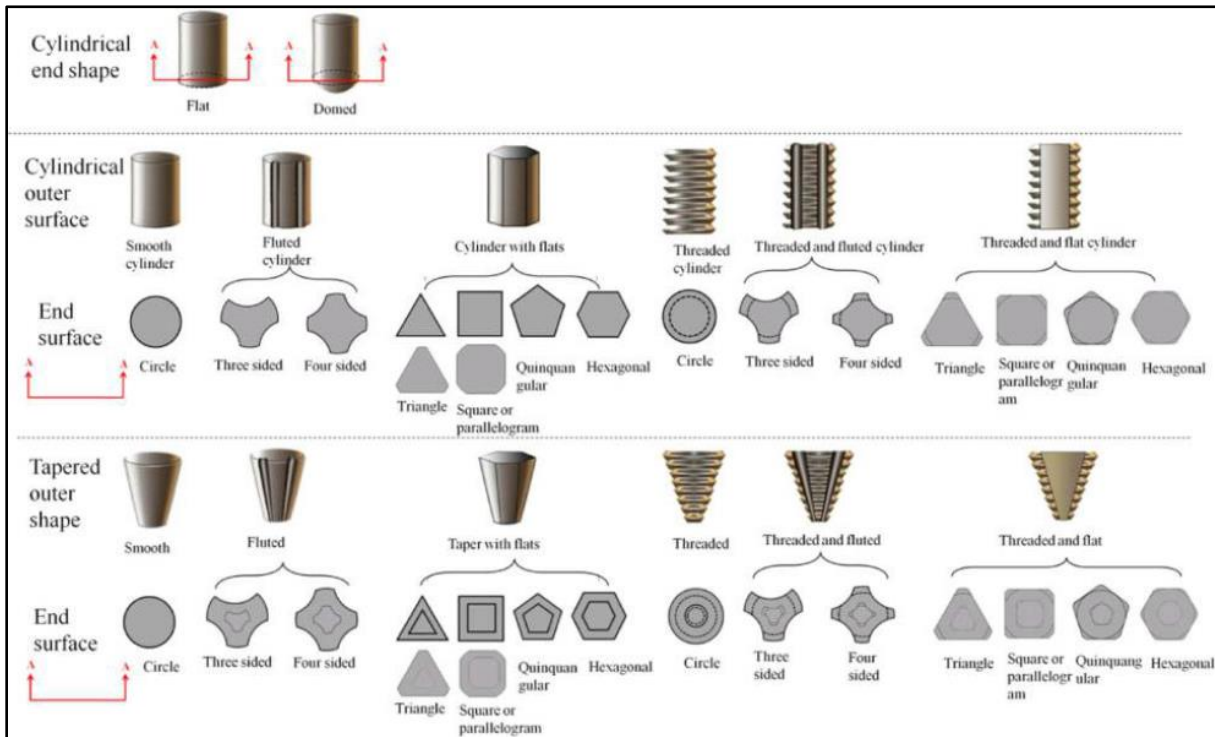 Cylindrical
end shape
A A A A
Flat Domed
Cylindrical
outer
surface
Smooth
cylinder
Fluted
cylinder
Cylinder with flats
Threaded
cylinder
Threaded and fluted cylinder
Threaded and flat cylinder
End
surface
A A
Circle
Three sided
Four sided
Triangle
Square or
parallelogram
Quinquan
gular
Hexagonal
Circle
Three sided
Four sided
Triangle
Square or
parallelogr
am
Quinquan
gular
Hexagonal
Tapered
outer
shape
Smooth
Fluted
Taper with flats
Threaded
Threaded and fluted
Threaded and flat
End
surface
A A
Circle
Three sided
Four sided
Triangle
Square or
parallelogram
Quinquan
gular
Hexagonal
Circle
Three
sided
Four
sided
Triangle
Square or
parallelogr
am
Quinquang
ular
Hexagonal